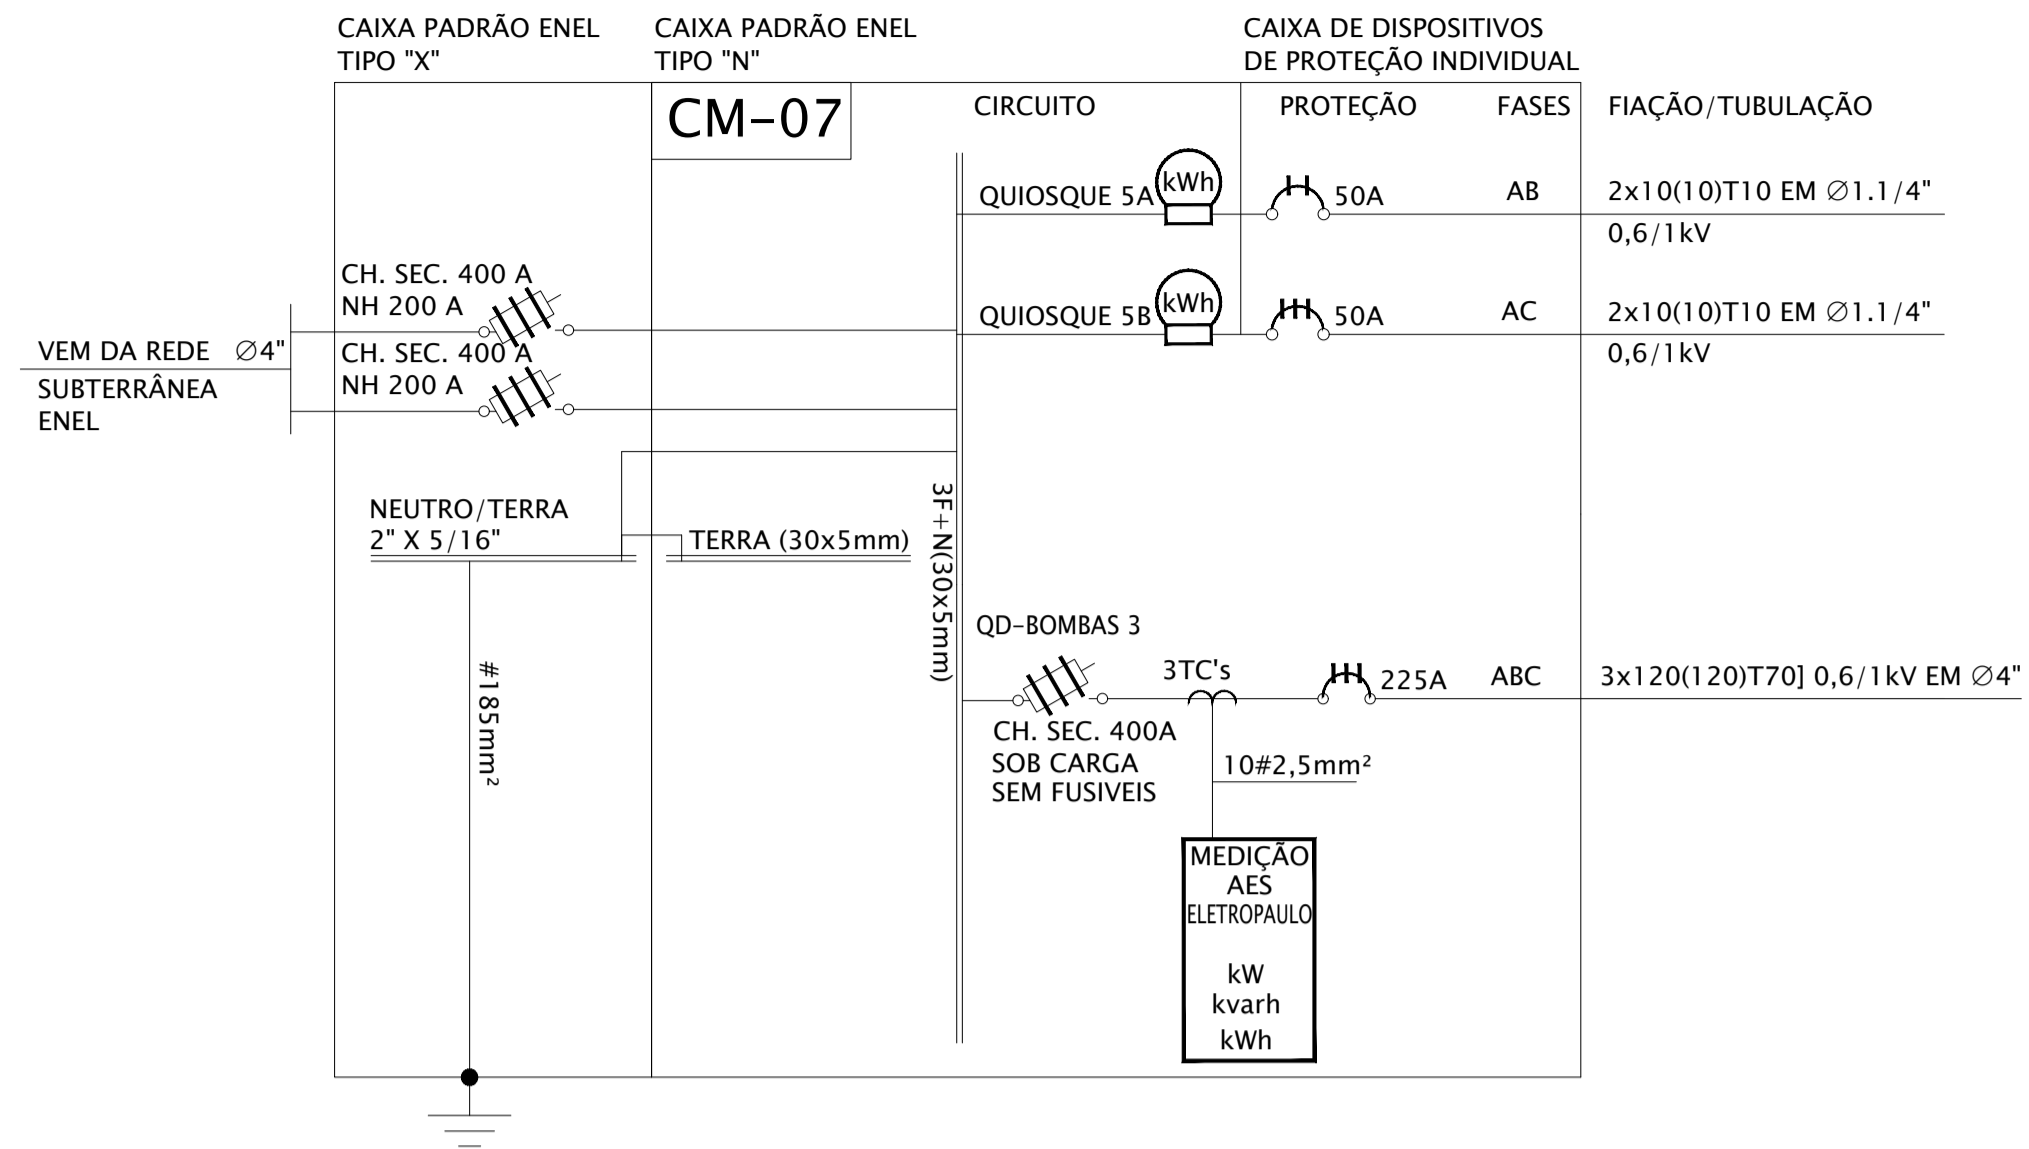 CAIXA PADRÃO ENEL
TIPO "X"
CAIXA PADRÃO ENEL
TIPO "N"
CAIXA DE DISPOSITIVOS
DE PROTEÇÃO INDIVIDUAL
CM-07
CIRCUITO
PROTEÇÃO
FASES
FIAÇÃO/TUBULAÇÃO
QUIOSQUE 5A
kWh
50A
AB
2x10(10)T10 EM ∅1.1/4"
0,6/1kV
QUIOSQUE 5B
kWh
50A
AC
2x10(10)T10 EM ∅1.1/4"
0,6/1kV
CH. SEC. 400 A
NH 200 A
CH. SEC. 400 A
NH 200 A
VEM DA REDE ∅4"
SUBTERRÂNEA
ENEL
NEUTRO/TERRA
2" X 5/16"
TERRA (30x5mm)
3F+N(30x5mm)
#185mm²
QD-BOMBAS 3
3TC's
225A
ABC
3x120(120)T70] 0,6/1kV EM ∅4"
CH. SEC. 400A
SOB CARGA
SEM FUSIVEIS
10#2,5mm²
MEDIÇÃO
AES
ELETROPAULO
kW
kvarh
kWh